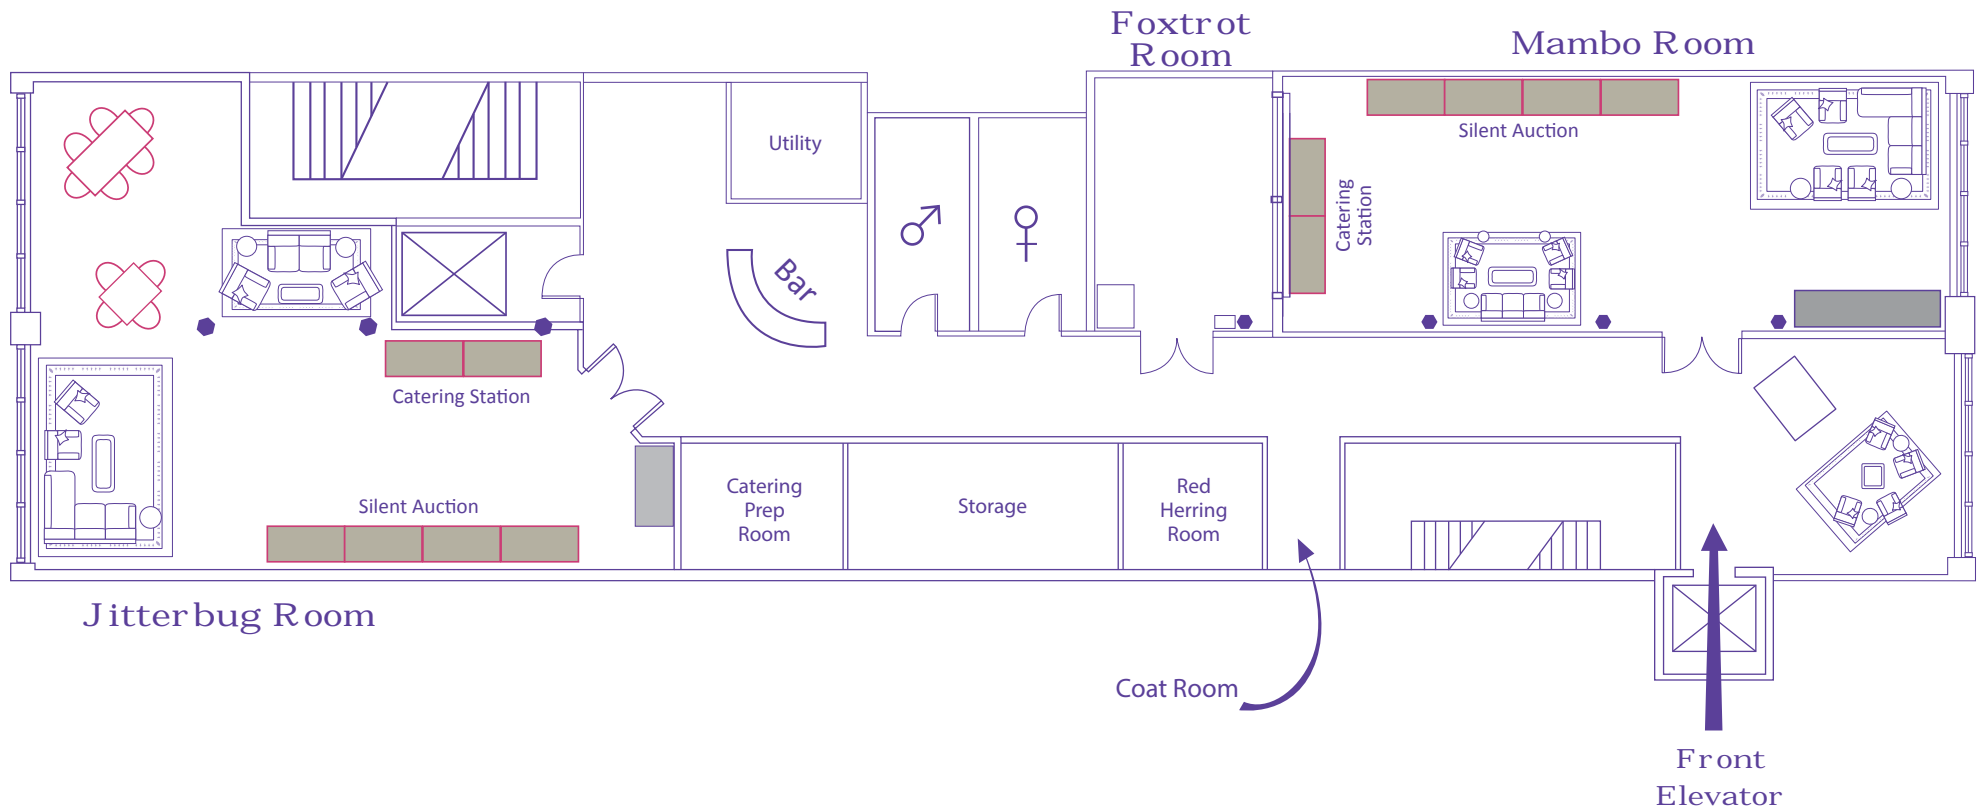 Foxtrot
Room
Mambo Room
Utility
Silent Auction
Catering
Station
Bar
Catering Station
Silent Auction
Catering
Prep
Room
Storage
Red
Herring
Room
Jitterbug Room
Coat Room
Front
Elevator